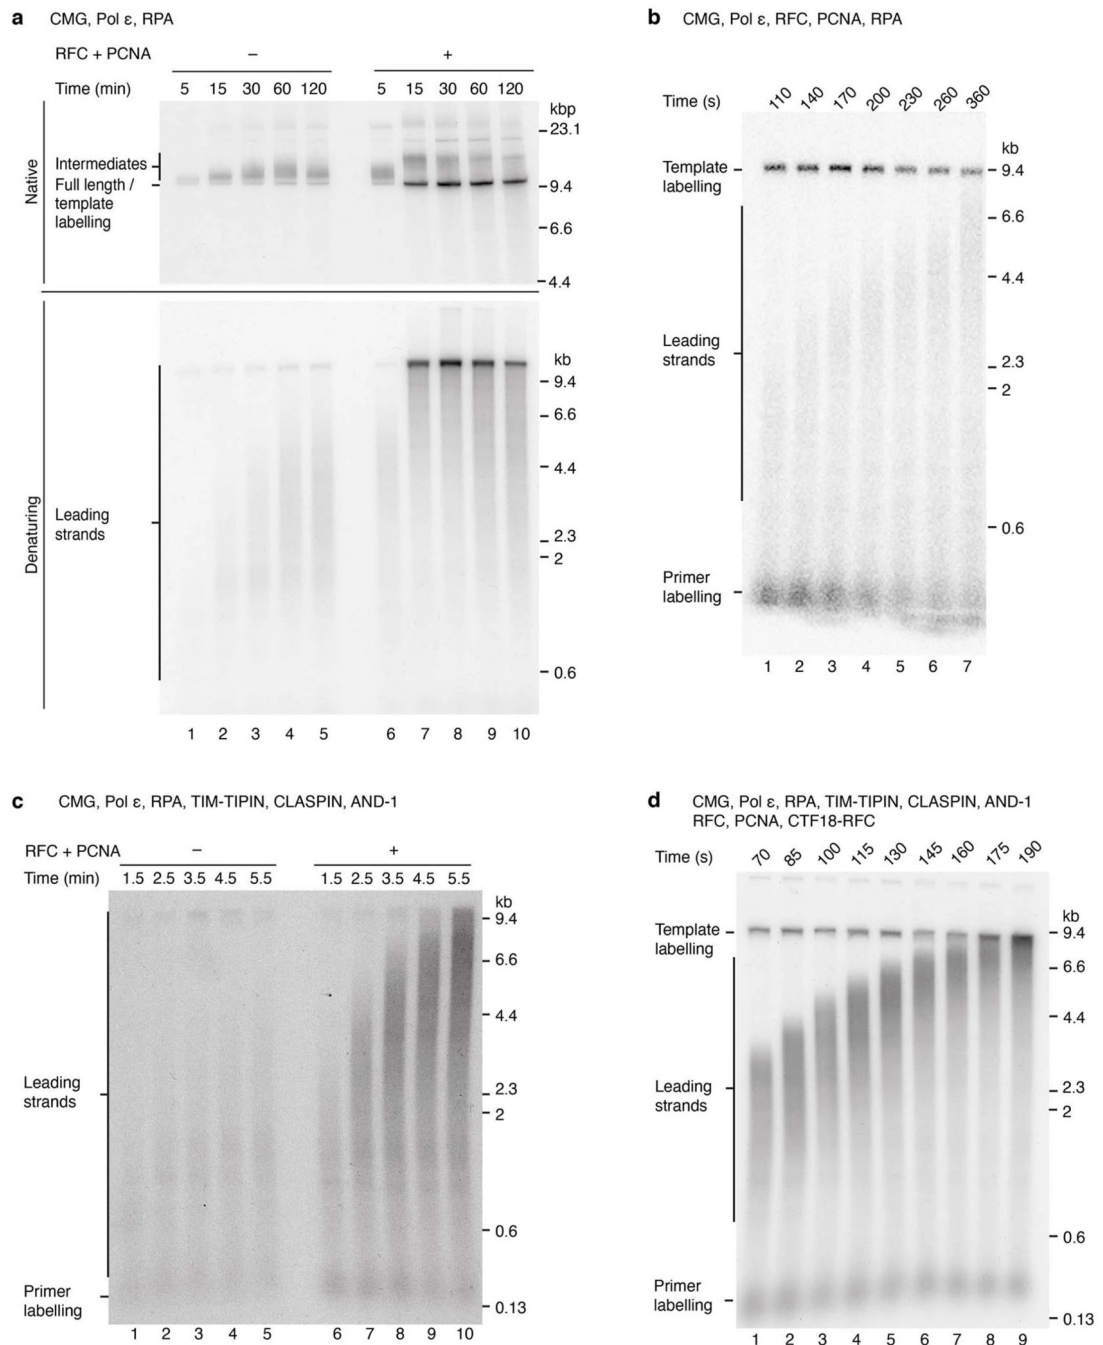 a CMG, Pol ε, RPA
RFC + PCNA – +
Time (min) 5 15 30 60 120 5 15 30 60 120
kbp
Native
Intermediates
Full length /
template
labelling
23.1
9.4
6.6
4.4
Denaturing
Leading
strands
kb
9.4
6.6
4.4
2.3
2
0.6
1 2 3 4 5 6 7 8 9 10
b CMG, Pol ε, RFC, PCNA, RPA
Time (s) 110 140 170 200 230 260 360
kb
Template
labelling
Leading
strands
Primer
labelling
9.4
6.6
4.4
2.3
2
0.6
1 2 3 4 5 6 7
c CMG, Pol ε, RPA, TIM-TIPIN, CLASPIN, AND-1
RFC + PCNA – +
Time (min) 1.5 2.5 3.5 4.5 5.5 1.5 2.5 3.5 4.5 5.5
kb
Leading
strands
Primer
labelling
9.4
6.6
4.4
2.3
2
0.6
0.13
1 2 3 4 5 6 7 8 9 10
d CMG, Pol ε, RPA, TIM-TIPIN, CLASPIN, AND-1
RFC, PCNA, CTF18-RFC
Time (s) 70 85 100 115 130 145 160 175 190
kb
Template
labelling
Leading
strands
Primer
labelling
9.4
6.6
4.4
2.3
2
0.6
0.13
1 2 3 4 5 6 7 8 9